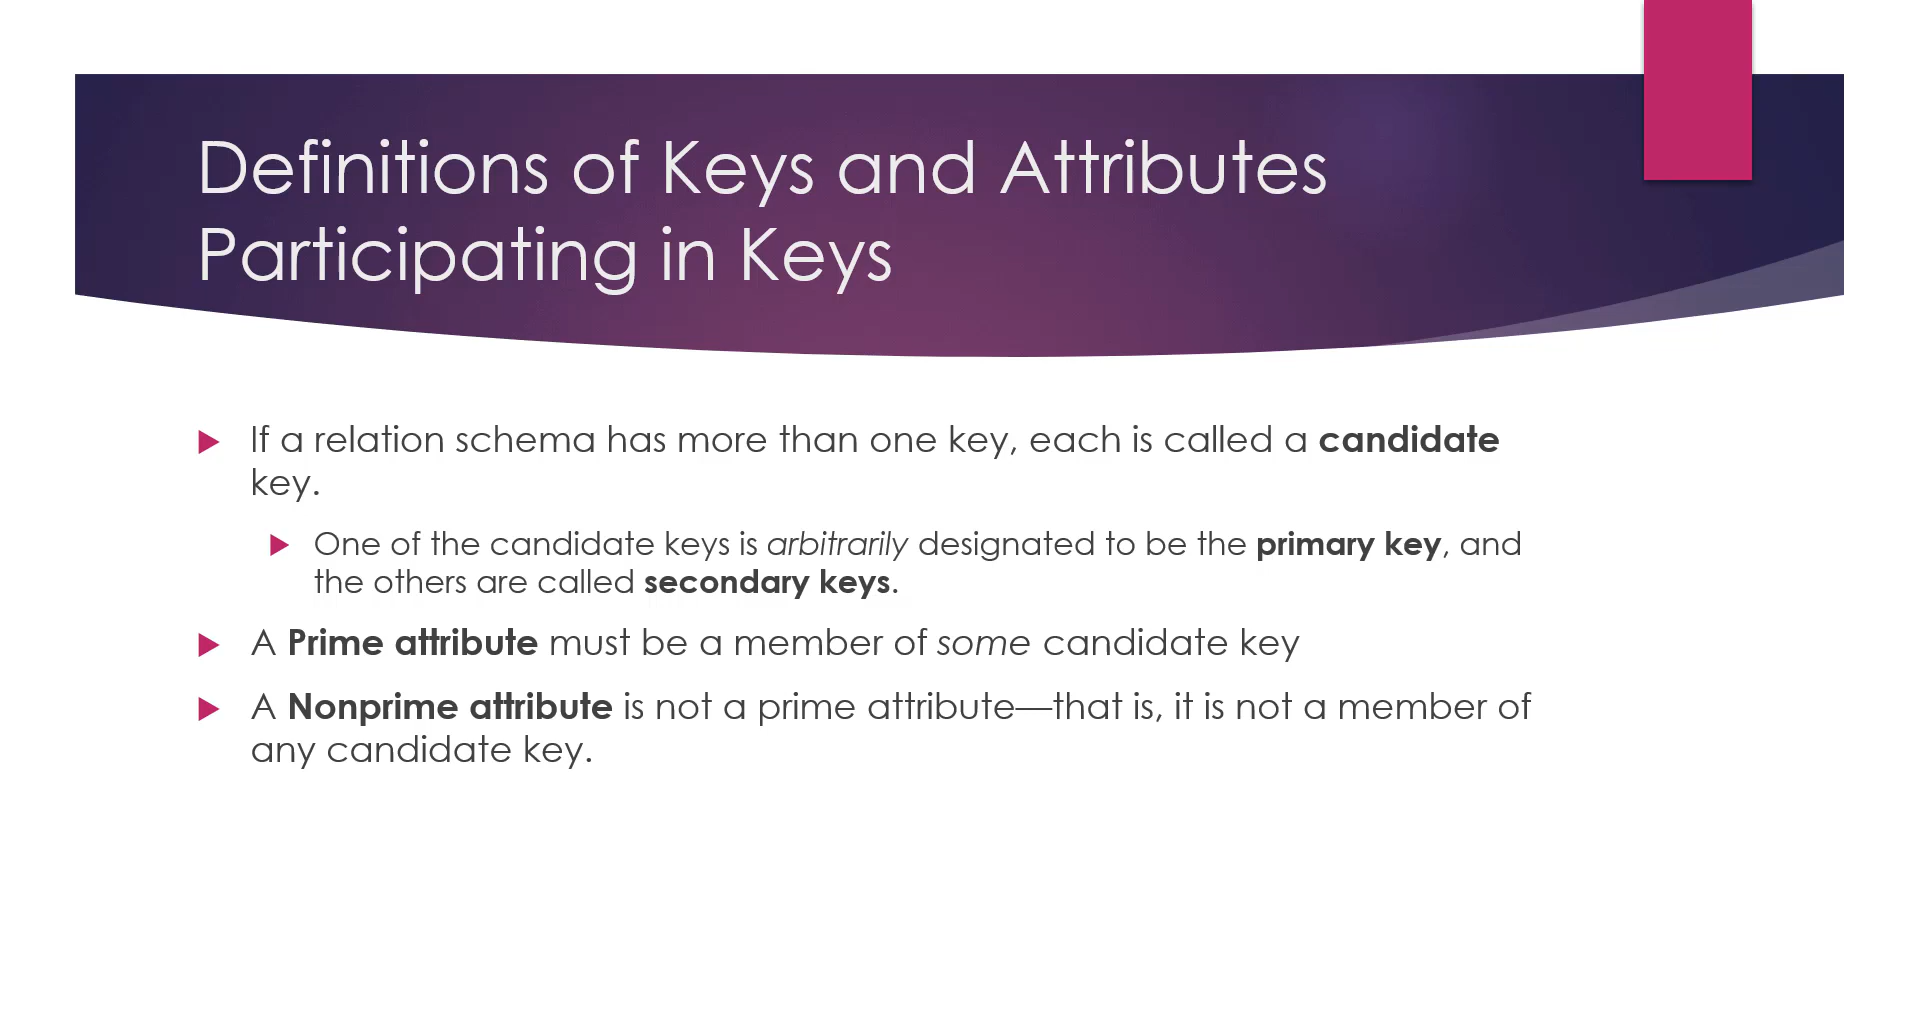 Definitions of Keys and Attributes
Participating in Keys
If a relation schema has more than one key, each is called a candidate
key.
One of the candidate keys is arbitrarily designated to be the primary key, and
the others are called secondary keys.
A Prime attribute must be a member of some candidate key
A Nonprime attribute is not a prime attribute—that is, it is not a member of
any candidate key.